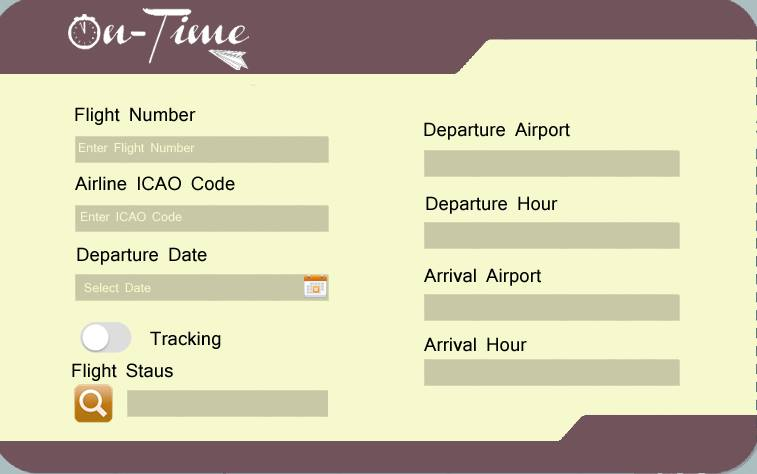 On-Time
Flight Number
Enter Flight Number
Airline ICAO Code
Enter ICAO Code
Departure Date
Select Date
Tracking
Flight Staus
Departure Airport
Departure Hour
Arrival Airport
Arrival Hour